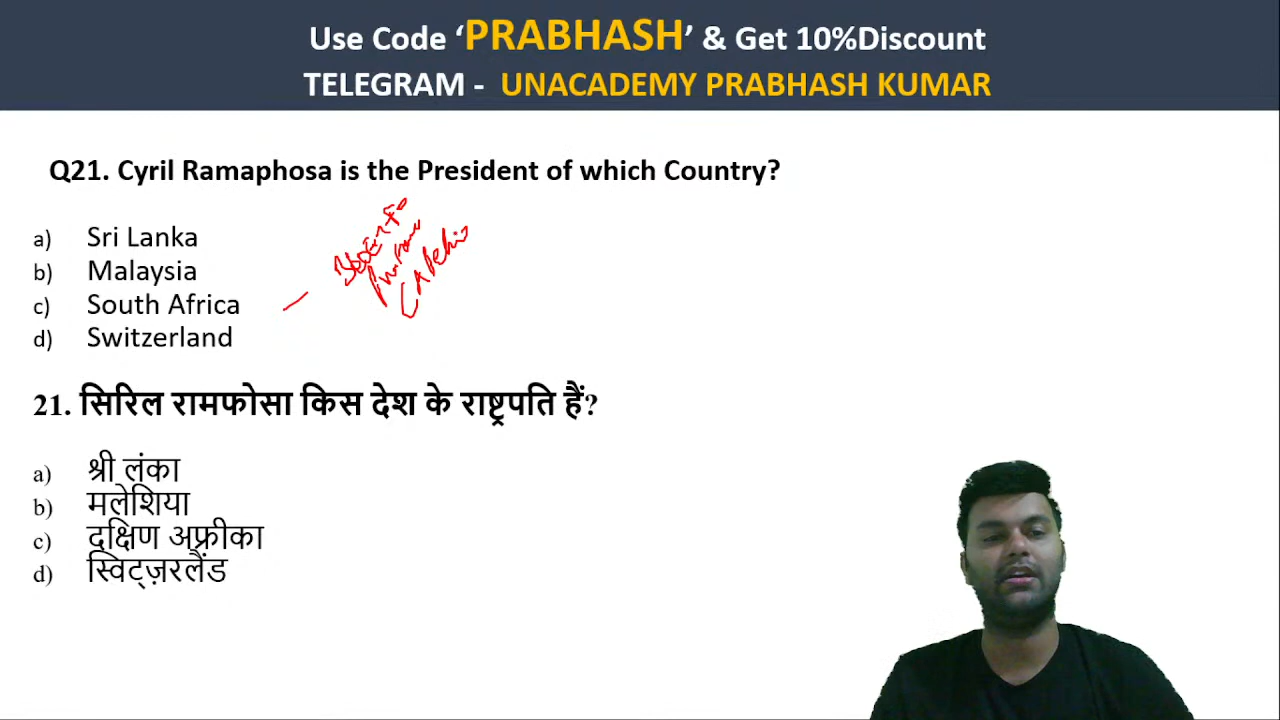 Use Code ‘PRABHASH’ & Get 10%Discount
TELEGRAM - UNACADEMY PRABHASH KUMAR
Q21. Cyril Ramaphosa is the President of which Country?
a) Sri Lanka
b) Malaysia
c) South Africa
d) Switzerland
21. सिरिल रामफोसा किस देश के राष्ट्रपति हैं?
a) श्री लंका
b) मलेशिया
c) दक्षिण अफ्रीका
d) स्विट्ज़रलैंड